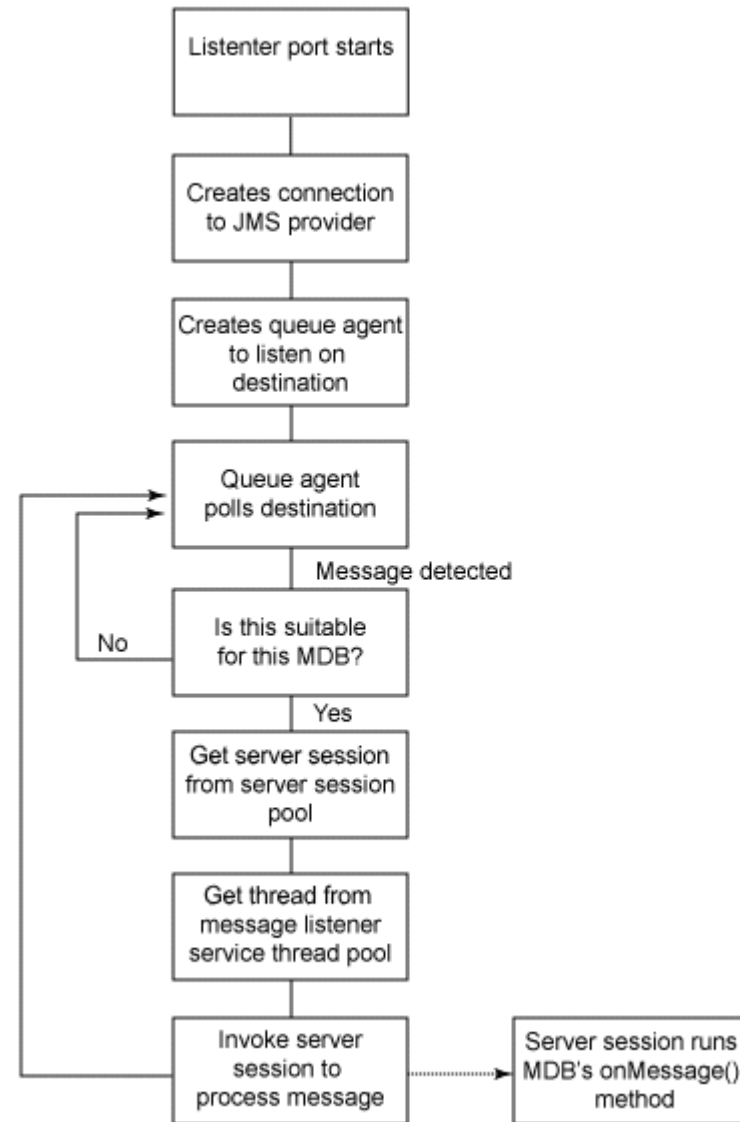 Listenter port starts
Creates connection
to JMS provider
Creates queue agent
to listen on
destination
Queue agent
polls destination
Message detected
Is this suitable
for this MDB?
No
Yes
Get server session
from server session
pool
Get thread from
message listener
service thread pool
Invoke server
session to
process message
Server session runs
MDB's onMessage()
method